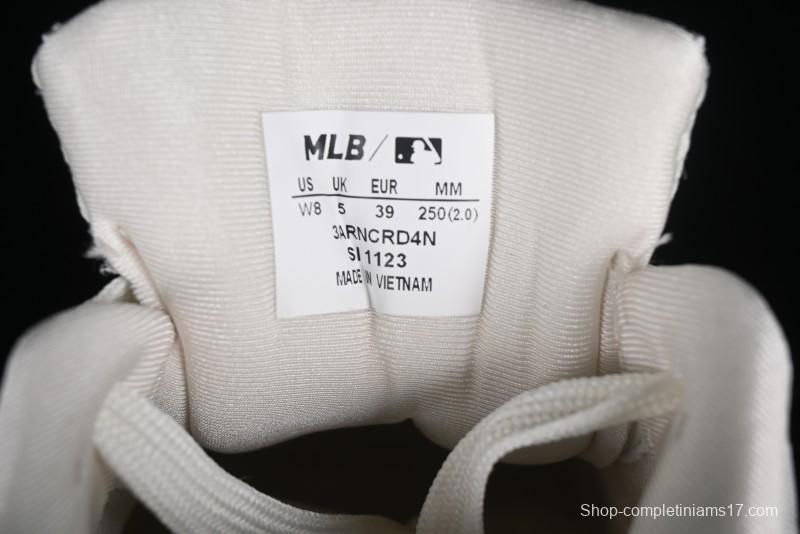 MLB /
US UK EUR MM
W8 5 39 250(2.0)
3ARNCRD4N
SI1123
MADE IN VIETNAM
Shop-completiniams17.com